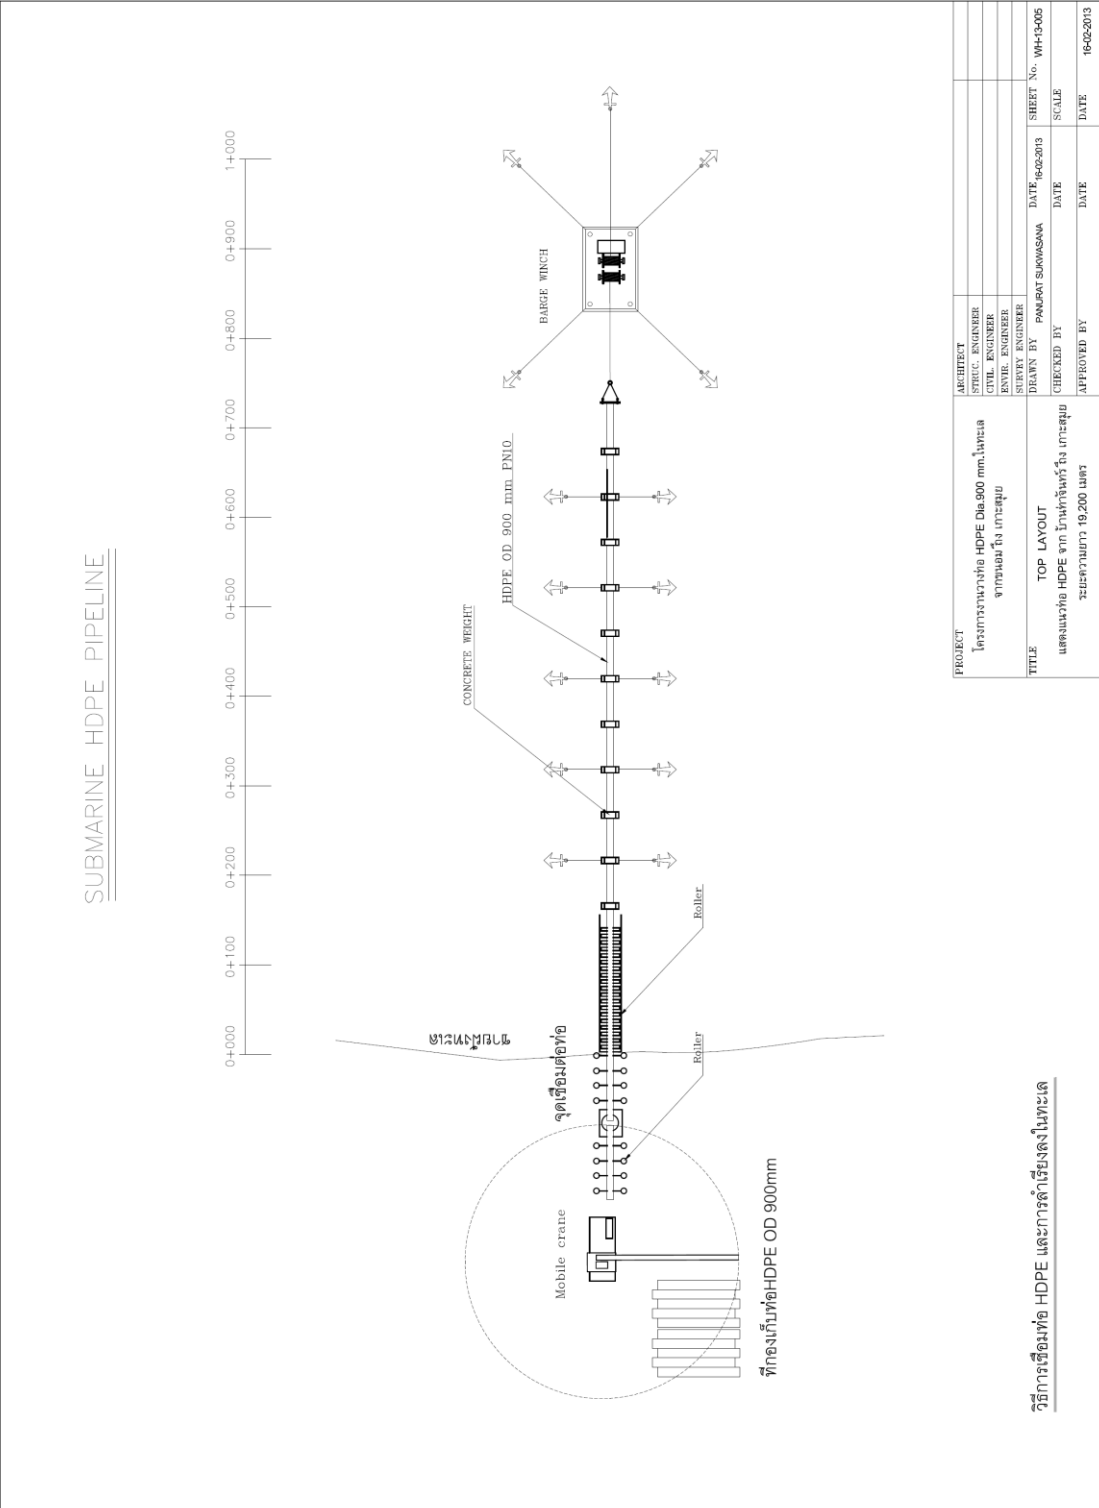 SUBMARINE HDPE PIPELINE
0+000
0+100
0+200
0+300
0+400
0+500
0+600
0+700
0+800
0+900
1+000
BARGE WINCH
HDPE OD 900 mm PN10
CONCRETE WEIGHT
ชายฝั่งทะเล
จุดเชื่อมต่อท่อ
Mobile crane
Roller
Roller
ที่กองเก็บท่อHDPE OD 900mm
วิธีการเชื่อมท่อ HDPE และการลำเรียงลงในทะเล
PROJECT
โครงการงานวางท่อ HDPE Dia.900 mm.ในทะเล
จากขนอม ถึง เกาะสมุย
TITLE
TOP LAYOUT
แสดงแนวท่อ HDPE จาก บ้านท่าจันทร์ ถึง เกาะสมุย
ระยะความยาว 19,200 เมตร
ARCHITECT
STRUC. ENGINEER
CIVIL ENGINEER
ENVIR. ENGINEER
SURVEY ENGINEER
DRAWN BY PANURAT SUKWASANA DATE 16-02-2013 SHEET No. WH-13-005
CHECKED BY DATE SCALE
APPROVED BY DATE DATE 16-02-2013